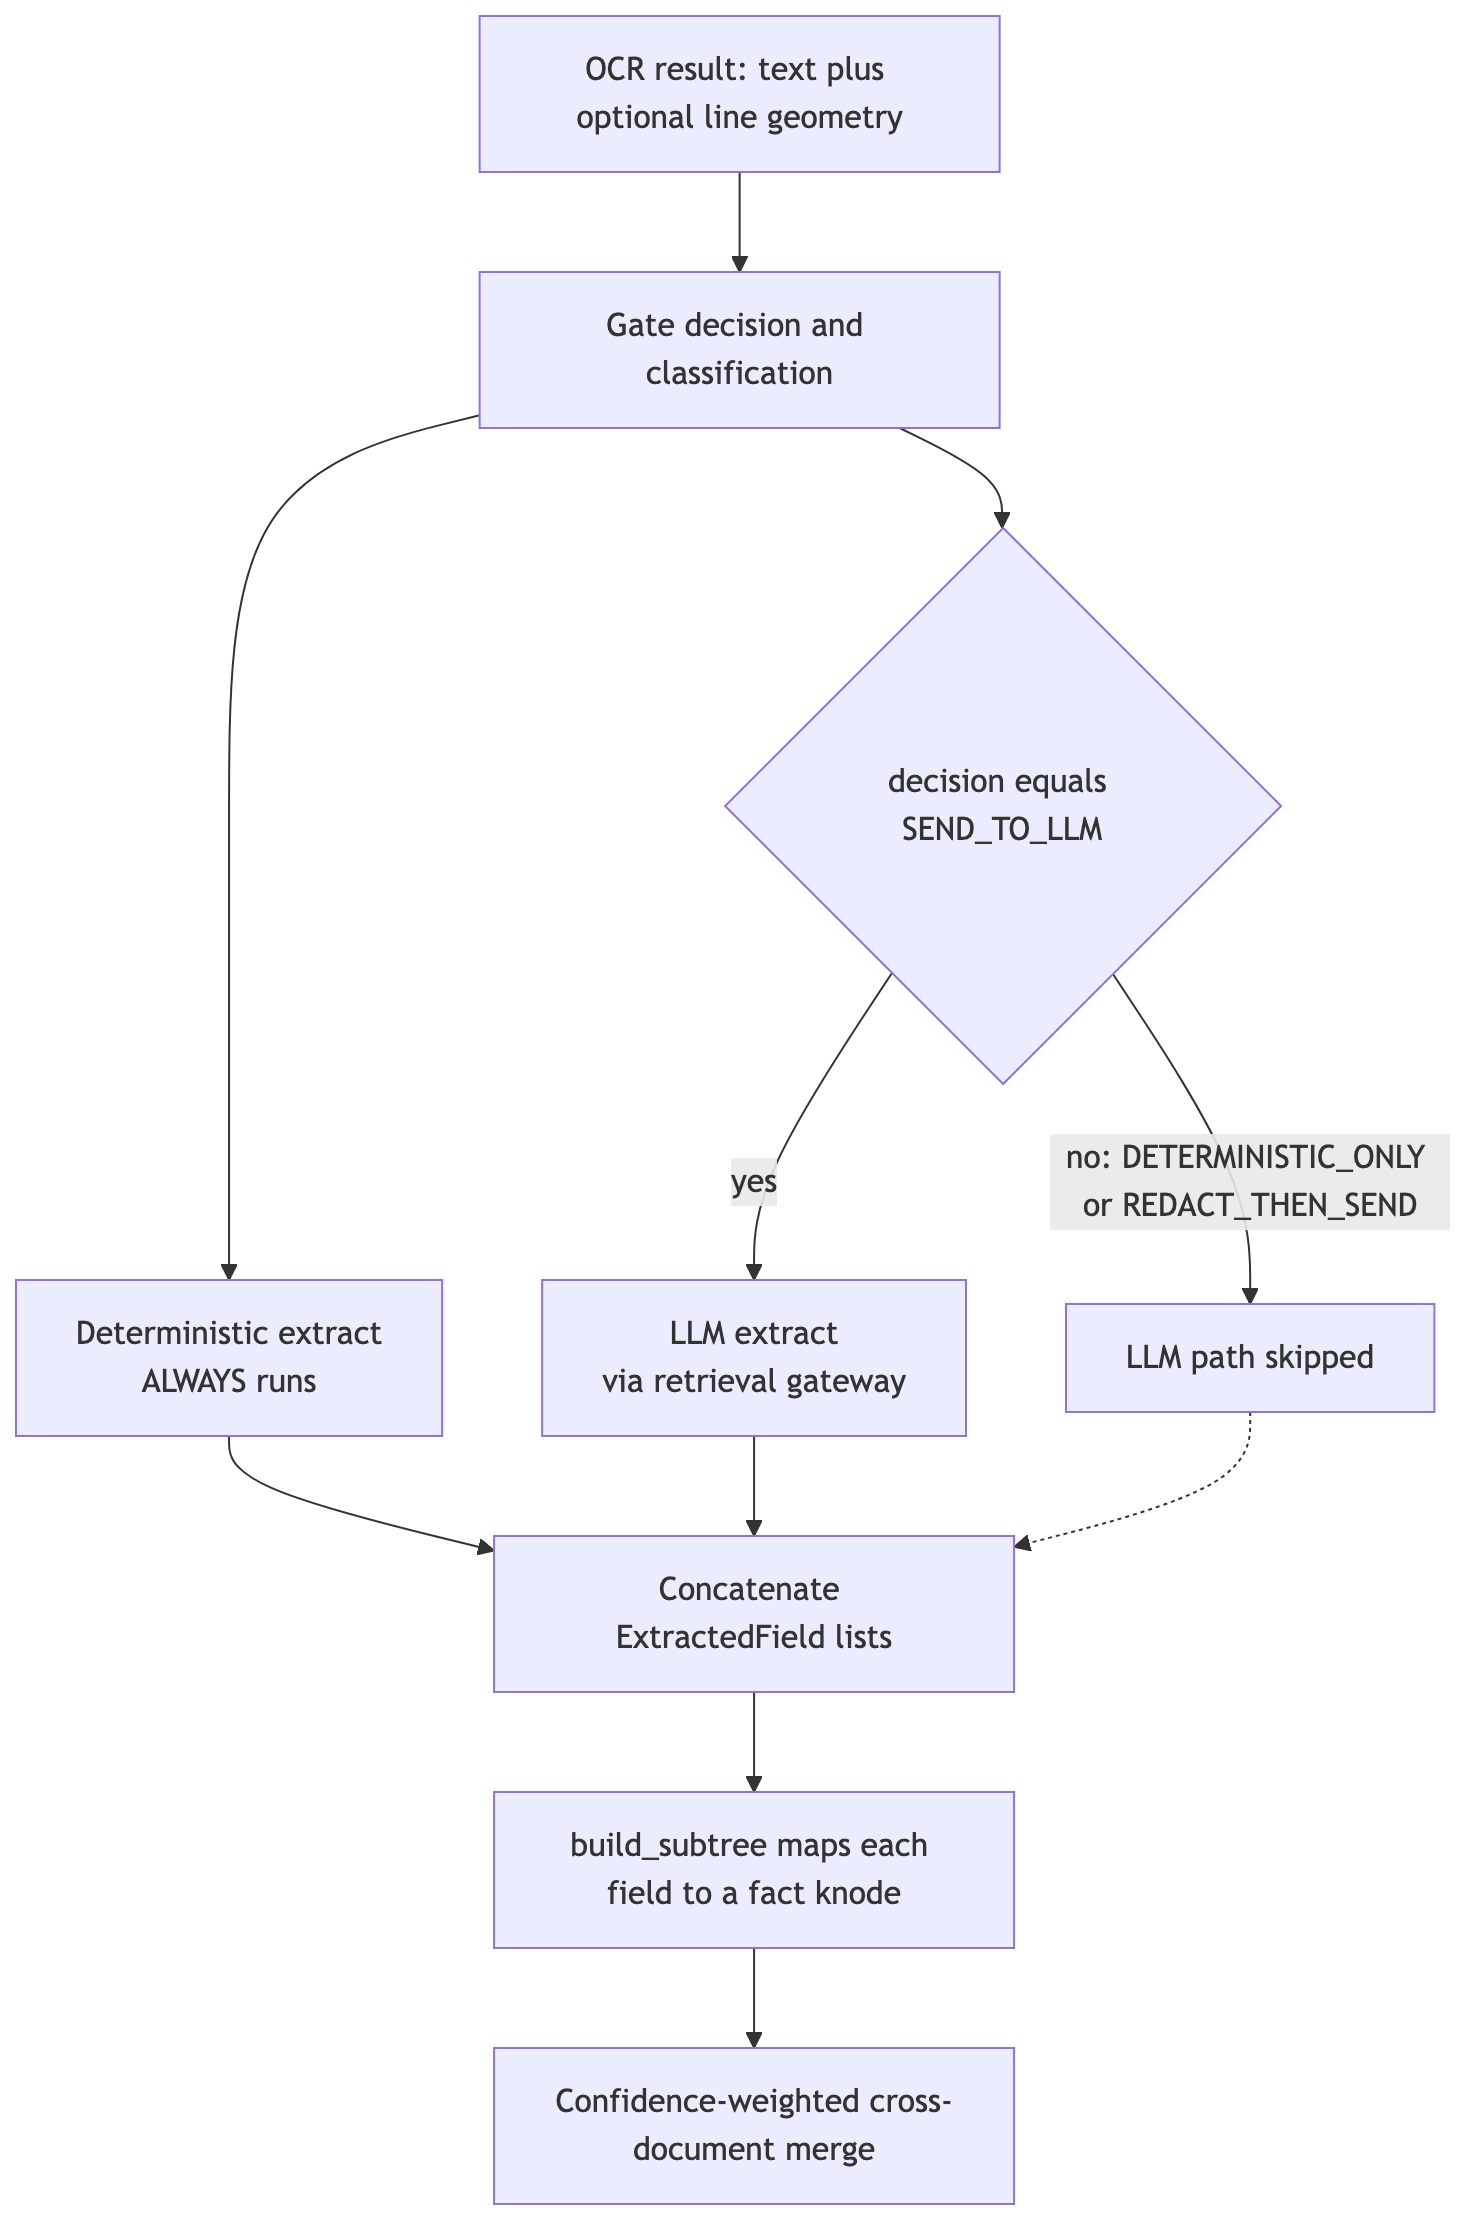 OCR result: text plus
optional line geometry
Gate decision and
classification
decision equals
SEND_TO_LLM
yes
no: DETERMINISTIC_ONLY
or REDACT_THEN_SEND
Deterministic extract
ALWAYS runs
LLM extract
via retrieval gateway
LLM path skipped
Concatenate
ExtractedField lists
build_subtree maps each
field to a fact knode
Confidence-weighted cross-
document merge